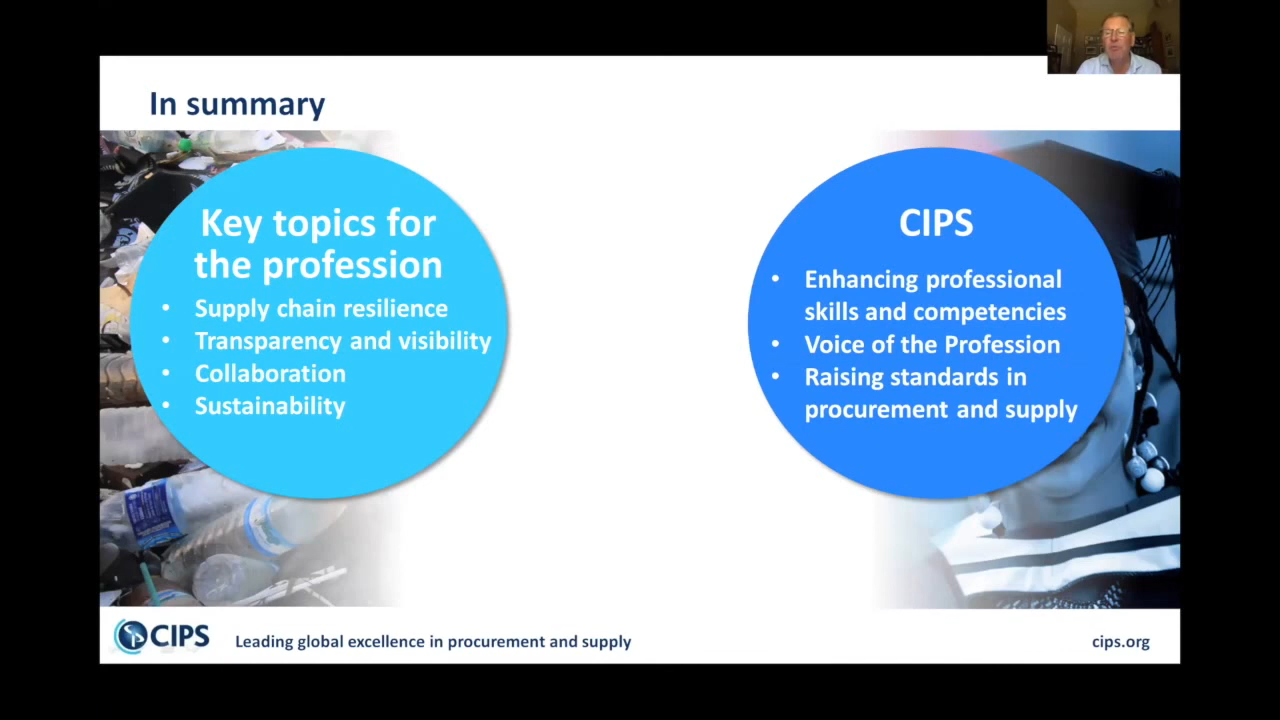 In summary
Key topics for
the profession
• Supply chain resilience
• Transparency and visibility
• Collaboration
• Sustainability
CIPS
• Enhancing professional
skills and competencies
• Voice of the Profession
• Raising standards in
procurement and supply
CIPS
Leading global excellence in procurement and supply
cips.org